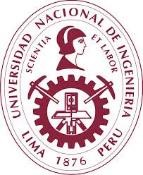 UNIVERSIDAD NACIONAL DE INGENIERIA
SCIENTIA ET LABOR
LIMA 1876 PERU